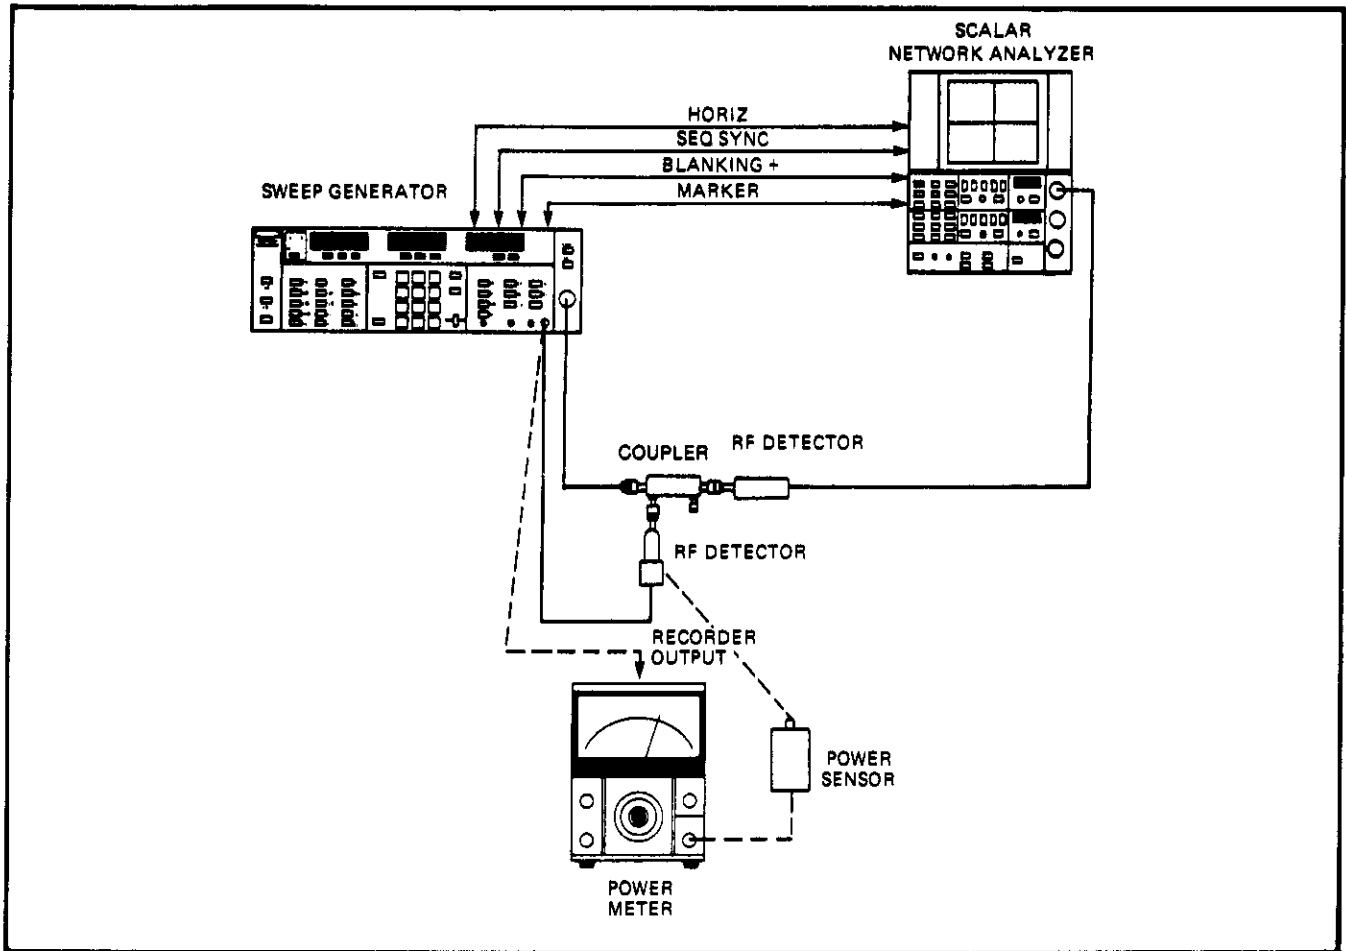 SCALAR
NETWORK ANALYZER
HORIZ
SEQ SYNC
BLANKING +
MARKER
SWEEP GENERATOR
COUPLER
RF DETECTOR
RF DETECTOR
RECORDER
OUTPUT
POWER
SENSOR
POWER
METER